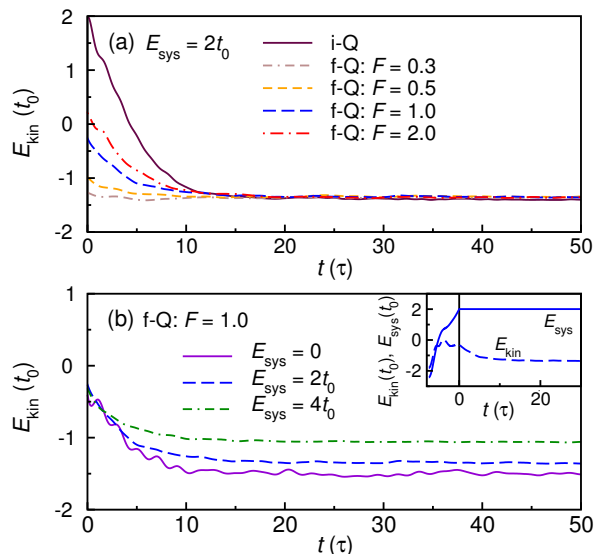 2
1
0
-1
-2
E_kin (t_0)
(a) E_sys = 2t_0
i-Q
f-Q: F = 0.3
f-Q: F = 0.5
f-Q: F = 1.0
f-Q: F = 2.0
0 10 20 30 40 50
t (τ)
1
0
-1
-2
E_kin (t_0)
(b) f-Q: F = 1.0
E_sys = 0
E_sys = 2t_0
E_sys = 4t_0
E_kin(t_0), E_sys(t_0)
2
0
-2
E_sys
E_kin
0 20
t (τ)
0 10 20 30 40 50
t (τ)